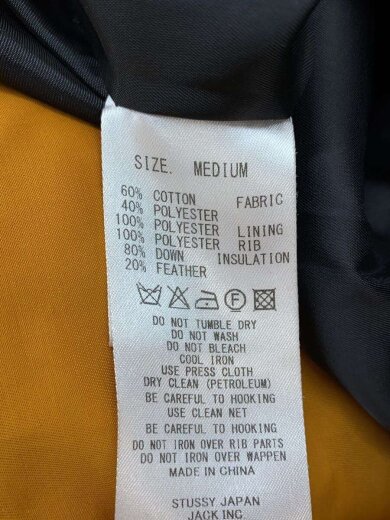 SIZE. MEDIUM
60% COTTON FABRIC
40% POLYESTER
100% POLYESTER LINING
100% POLYESTER RIB
80% DOWN INSULATION
20% FEATHER
F
DO NOT TUMBLE DRY
DO NOT WASH
DO NOT BLEACH
COOL IRON
USE PRESS CLOTH
DRY CLEAN (PETROLEUM)
BE CAREFUL TO HOOKING
USE CLEAN NET
BE CAREFUL TO HOOKING
DO NOT IRON OVER RIB PARTS
DO NOT IRON OVER WAPPEN
MADE IN CHINA
STUSSY JAPAN
JACK INC